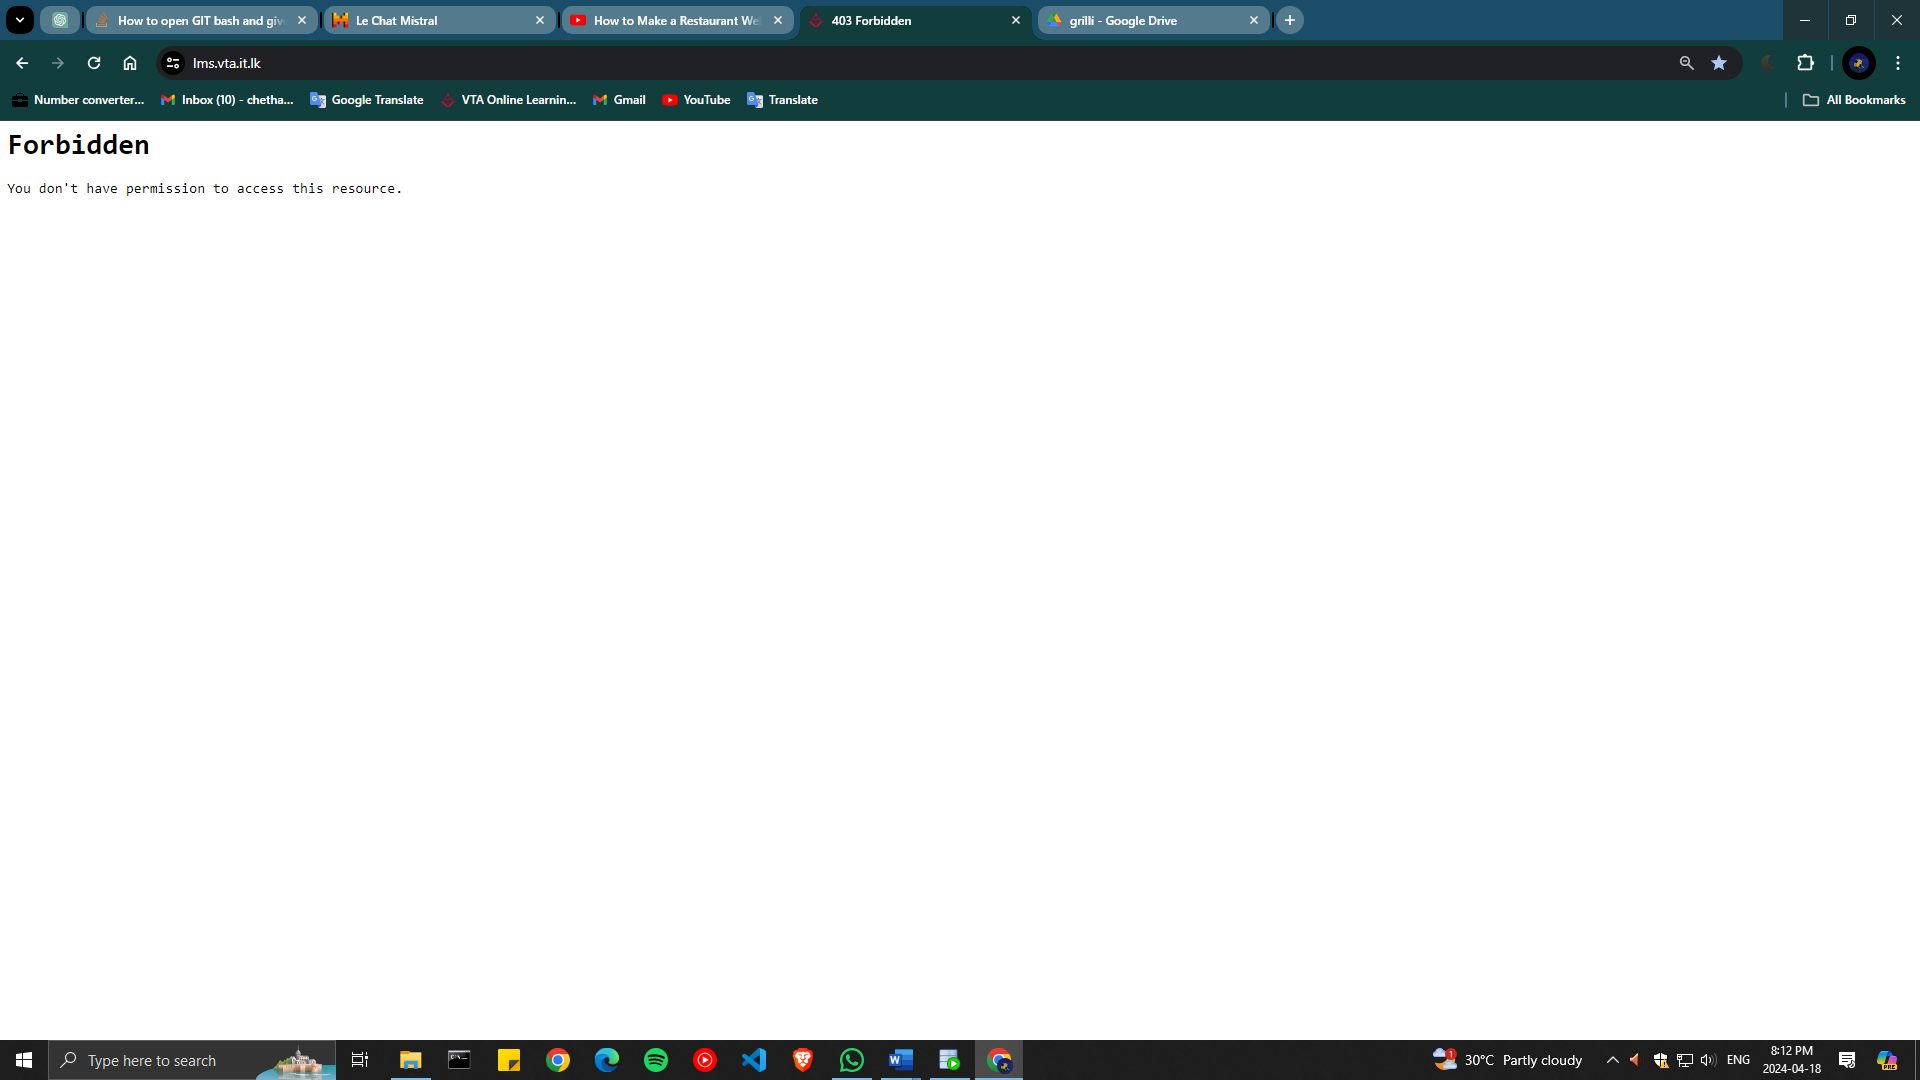 How to open GIT bash and giv
Le Chat Mistral
How to Make a Restaurant We
403 Forbidden
grilli - Google Drive
lms.vta.it.lk
Number converter...
Inbox (10) - chetha...
Google Translate
VTA Online Learnin...
Gmail
YouTube
Translate
All Bookmarks
Forbidden
You don't have permission to access this resource.
Type here to search
30°C Partly cloudy
ENG
8:12 PM
2024-04-18